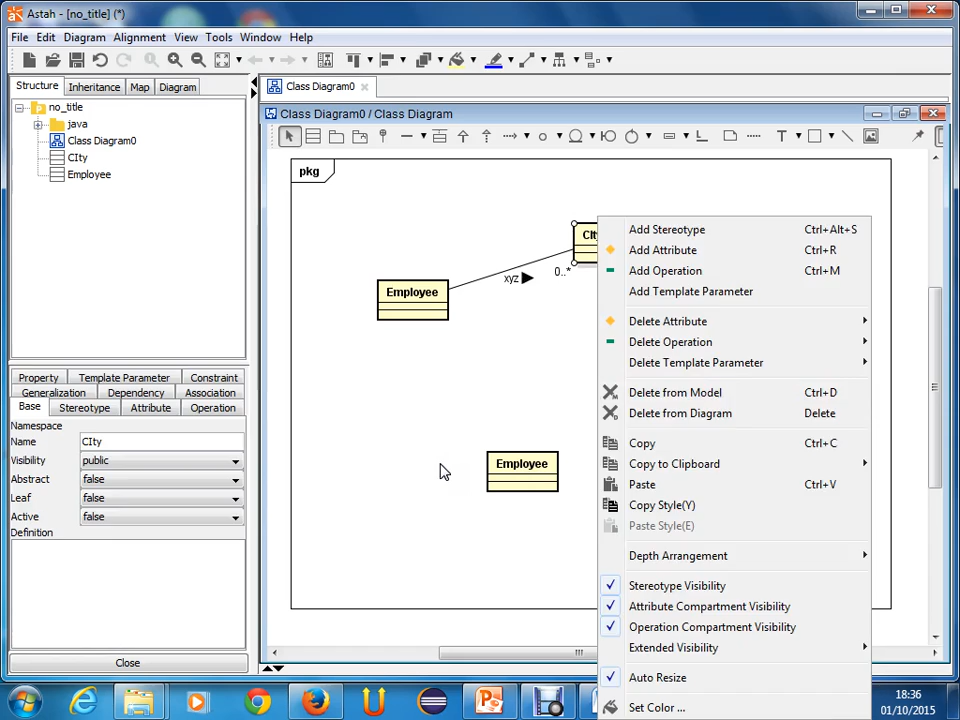 Astah - [no_title] (*)
File Edit Diagram Alignment View Tools Window Help
Structure Inheritance Map Diagram
Class Diagram0
no_title
java
Class Diagram0
CIty
Employee
Class Diagram0 / Class Diagram
T
pkg
Employee
xyz
0..*
Employee
Add Stereotype Ctrl+Alt+S
Add Attribute Ctrl+R
Add Operation Ctrl+M
Add Template Parameter
Delete Attribute
Delete Operation
Delete Template Parameter
Delete from Model Ctrl+D
Delete from Diagram Delete
Copy Ctrl+C
Copy to Clipboard
Paste Ctrl+V
Copy Style(Y)
Paste Style(E)
Depth Arrangement
Stereotype Visibility
Attribute Compartment Visibility
Operation Compartment Visibility
Extended Visibility
Auto Resize
Set Color ...
Property Template Parameter Constraint
Generalization Dependency Association
Base Stereotype Attribute Operation
Namespace
Name CIty
Visibility public
Abstract false
Leaf false
Active false
Definition
Close
18:36
01/10/2015